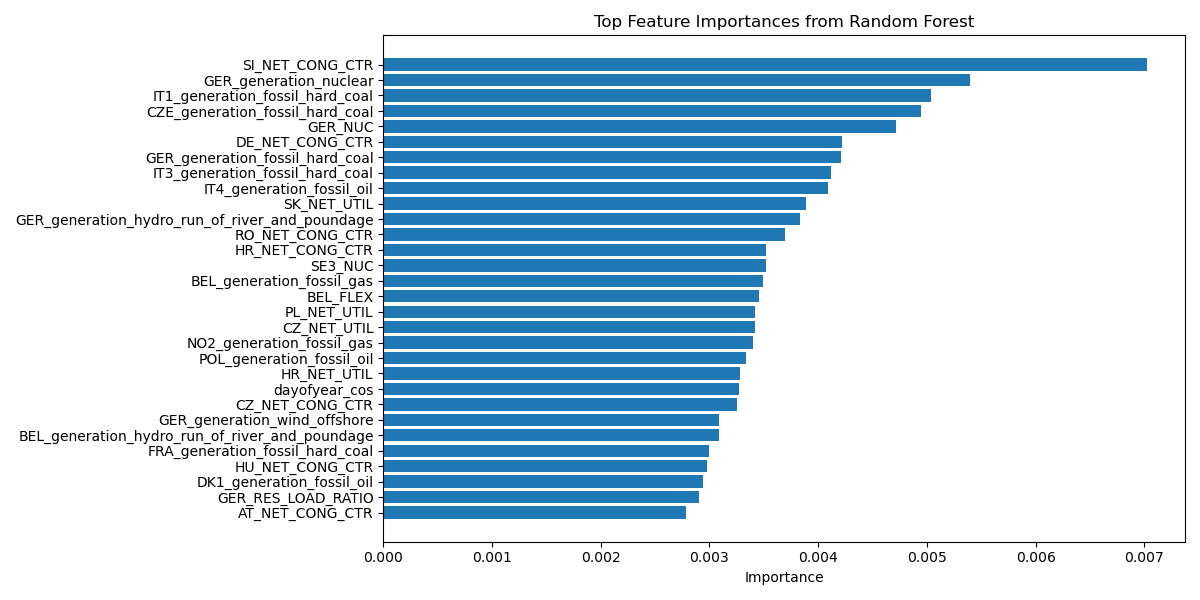 Top Feature Importances from Random Forest
SI_NET_CONG_CTR
GER_generation_nuclear
IT1_generation_fossil_hard_coal
CZE_generation_fossil_hard_coal
GER_NUC
DE_NET_CONG_CTR
GER_generation_fossil_hard_coal
IT3_generation_fossil_hard_coal
IT4_generation_fossil_oil
SK_NET_UTIL
GER_generation_hydro_run_of_river_and_poundage
RO_NET_CONG_CTR
HR_NET_CONG_CTR
SE3_NUC
BEL_generation_fossil_gas
BEL_FLEX
PL_NET_UTIL
CZ_NET_UTIL
NO2_generation_fossil_gas
POL_generation_fossil_oil
HR_NET_UTIL
dayofyear_cos
CZ_NET_CONG_CTR
GER_generation_wind_offshore
BEL_generation_hydro_run_of_river_and_poundage
FRA_generation_fossil_hard_coal
HU_NET_CONG_CTR
DK1_generation_fossil_oil
GER_RES_LOAD_RATIO
AT_NET_CONG_CTR
0.000 0.001 0.002 0.003 0.004 0.005 0.006 0.007
Importance